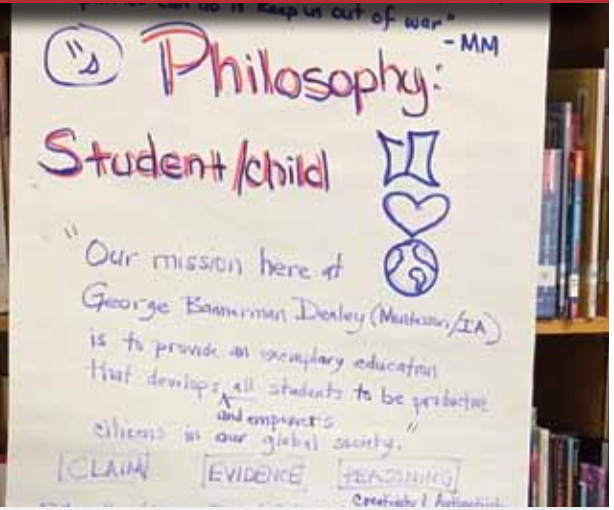 can do is keep us out of war"
- MM
Philosophy:
Student/child
"Our mission here at
George Bannerman Dealey (Montessori/IA)
is to provide an exemplary education
that develops all students to be productive
and empowers
citizens in our global society."
CLAIM EVIDENCE REASONING
Creativity